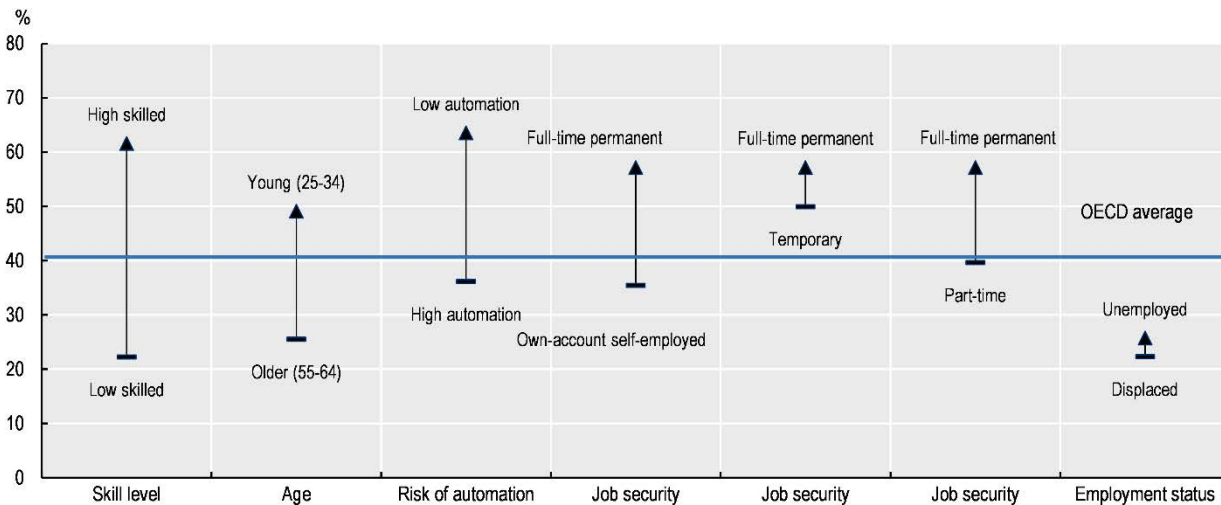 %
80
70
60
50
40
30
20
10
0
High skilled
Low skilled
Young (25-34)
Older (55-64)
Low automation
High automation
Full-time permanent
Own-account self-employed
Full-time permanent
Temporary
Full-time permanent
Part-time
OECD average
Unemployed
Displaced
Skill level
Age
Risk of automation
Job security
Job security
Job security
Employment status